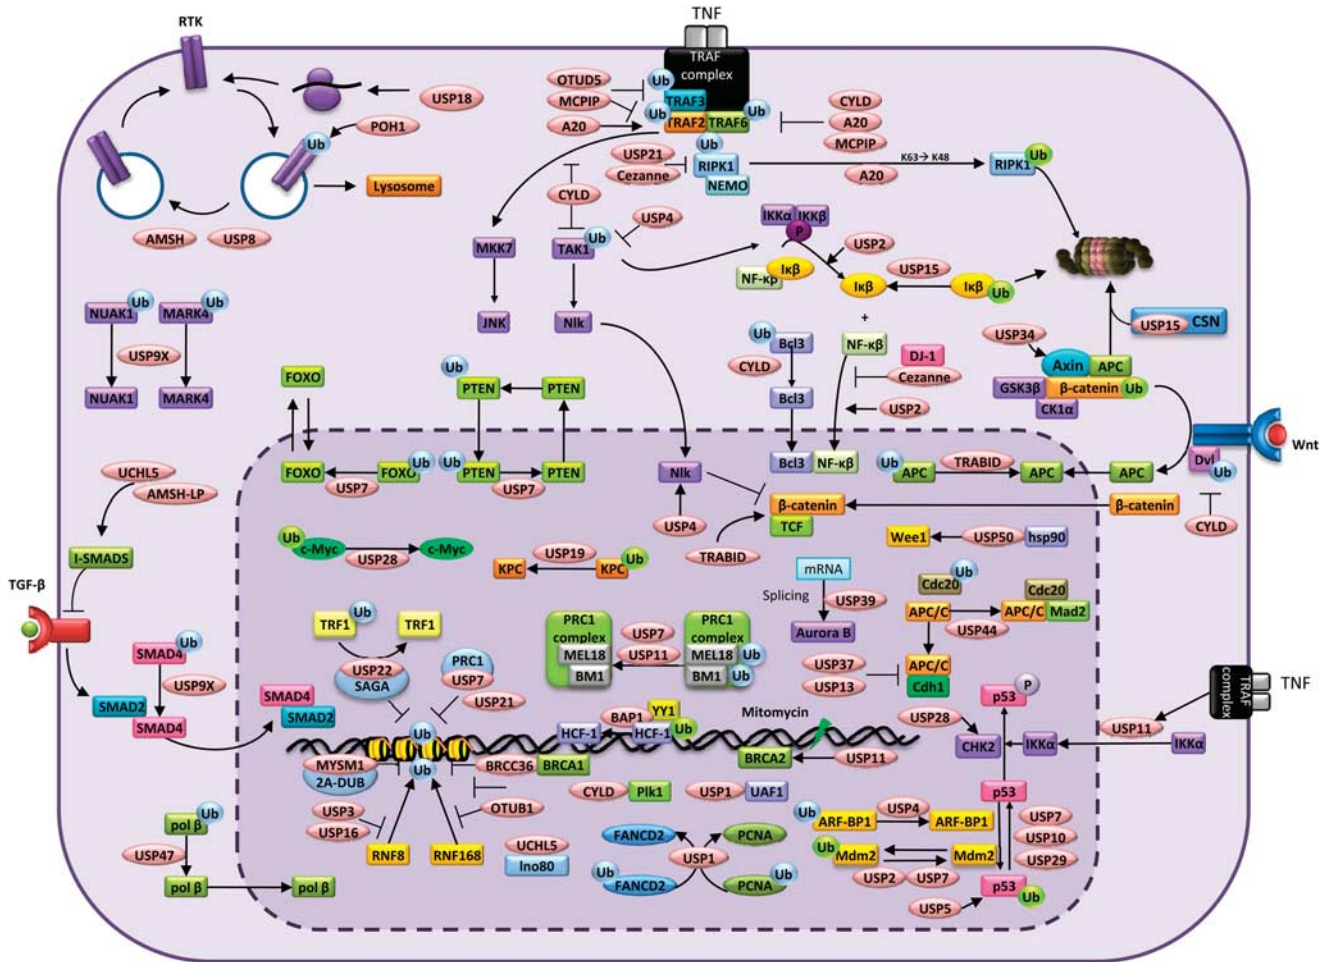 RTK
USP18
POH1
Ub
Lysosome
AMSH
USP8
TNF
TRAF
complex
OTUD5
MCPIP
A20
Ub
TRAF3
Ub
TRAF2
TRAF6
Ub
CYLD
A20
MCPIP
USP21
Cezanne
Ub
RIPK1
NEMO
K63→ K48
A20
RIPK1
Ub
CYLD
USP4
MKK7
TAK1
Ub
JNK
Nlk
IKKα
IKKβ
P
USP2
NF-κβ
Iκβ
Iκβ
USP15
Iκβ
Ub
+
NF-κβ
Ub
Bcl3
CYLD
Bcl3
DJ-1
Cezanne
USP2
USP15
CSN
USP34
Axin
APC
GSK3β
β-catenin
Ub
CK1α
Wnt
Dvl
Ub
CYLD
NUAK1
Ub
MARK4
Ub
USP9X
NUAK1
MARK4
FOXO
Ub
PTEN
PTEN
FOXO
FOXO
Ub
USP7
Ub
PTEN
PTEN
USP7
Nlk
USP4
Bcl3
NF-κβ
Ub
APC
TRABID
APC
APC
β-catenin
TCF
β-catenin
TRABID
UCHL5
AMSH-LP
I-SMADS
TGF-β
Ub
c-Myc
c-Myc
USP28
USP19
KPC
KPC
Ub
Wee1
USP50
hsp90
mRNA
Splicing
USP39
Aurora B
Cdc20
Ub
APC/C
Cdc20
APC/C
Mad2
USP44
USP37
USP13
APC/C
Cdh1
SMAD4
Ub
USP9X
SMAD2
SMAD4
SMAD4
SMAD2
TRF1
Ub
TRF1
USP22
SAGA
PRC1
USP7
USP21
PRC1
complex
MEL18
BM1
USP7
USP11
PRC1
complex
MEL18
Ub
BM1
Ub
p53
P
USP28
CHK2
IKKα
USP11
IKKα
TRAF
complex
TNF
YY1
BAP1
HCF-1
HCF-1
Ub
Mitomycin
Ub
MYSM1
2A-DUB
Ub
BRCC36
BRCA1
BRCA2
USP11
USP3
USP16
OTUB1
RNF8
RNF168
UCHL5
Ino80
CYLD
Plk1
USP1
UAF1
FANCD2
PCNA
USP1
Ub
FANCD2
PCNA
Ub
p53
Ub
ARF-BP1
USP4
ARF-BP1
Ub
Mdm2
Mdm2
USP2
USP7
USP7
USP10
USP29
USP5
p53
Ub
pol β
Ub
USP47
pol β
pol β